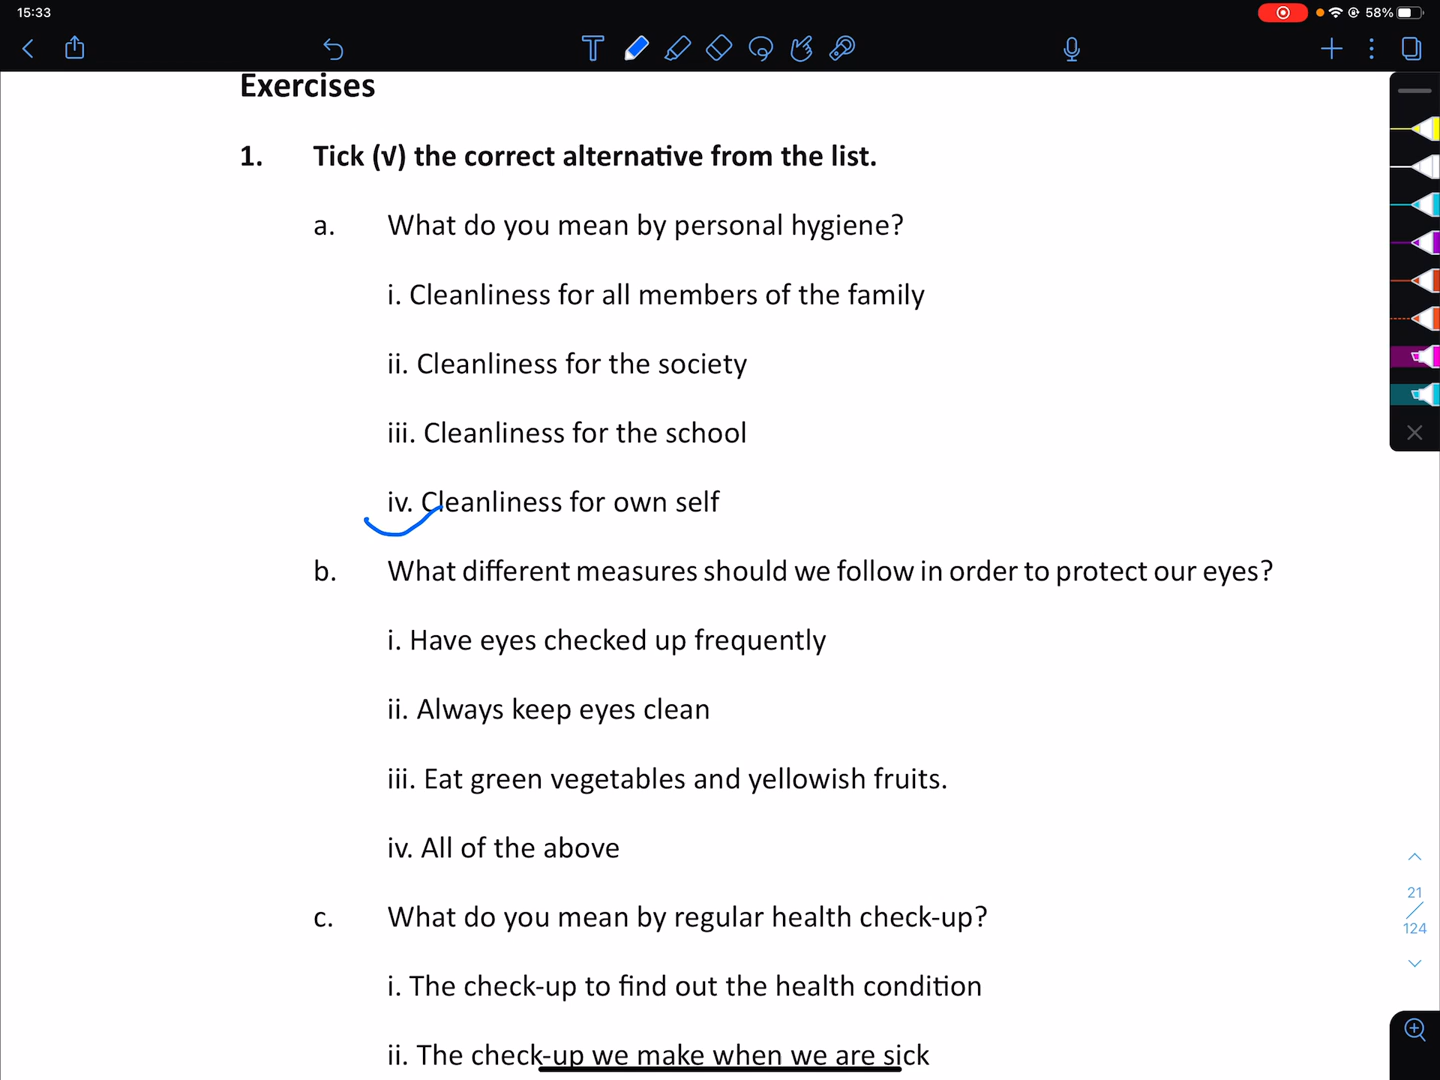 15:33
58%
Exercises
1. Tick (√) the correct alternative from the list.
a. What do you mean by personal hygiene?
i. Cleanliness for all members of the family
ii. Cleanliness for the society
iii. Cleanliness for the school
iv. Cleanliness for own self
b. What different measures should we follow in order to protect our eyes?
i. Have eyes checked up frequently
ii. Always keep eyes clean
iii. Eat green vegetables and yellowish fruits.
iv. All of the above
21
124
c. What do you mean by regular health check-up?
i. The check-up to find out the health condition
ii. The check-up we make when we are sick